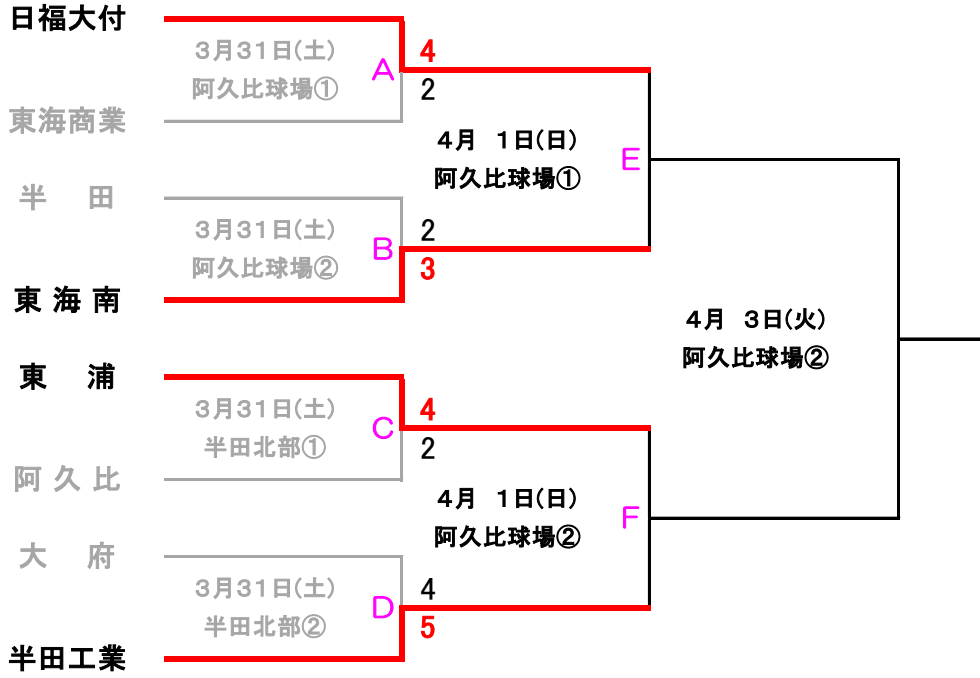 日福大付
3月31日(土)
阿久比球場①
A
4
2
東海商業
4月 1日(日)
阿久比球場①
E
半 田
3月31日(土)
阿久比球場②
B
2
3
東海南
4月 3日(火)
阿久比球場②
東 浦
3月31日(土)
半田北部①
C
4
2
阿久比
4月 1日(日)
阿久比球場②
F
大 府
3月31日(土)
半田北部②
D
4
5
半田工業